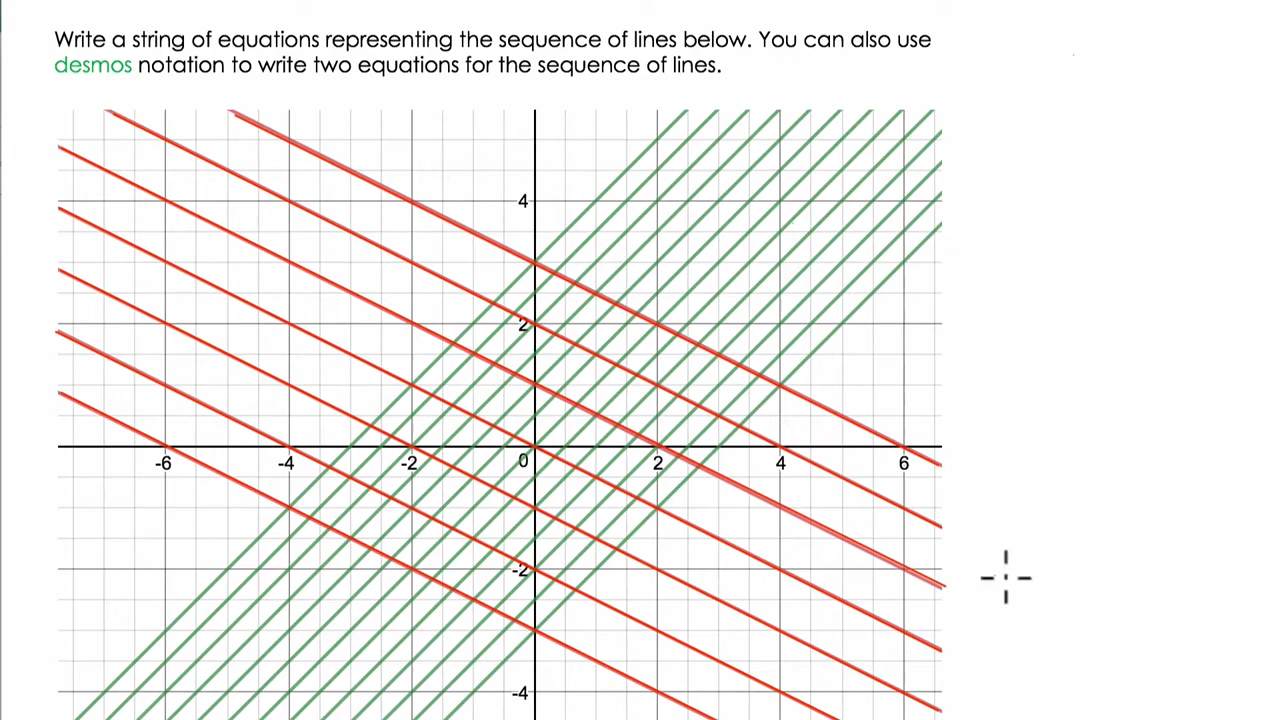 Write a string of equations representing the sequence of lines below. You can also use
desmos notation to write two equations for the sequence of lines.
4
2
-6 -4 -2 0 2 4 6
-2
-4